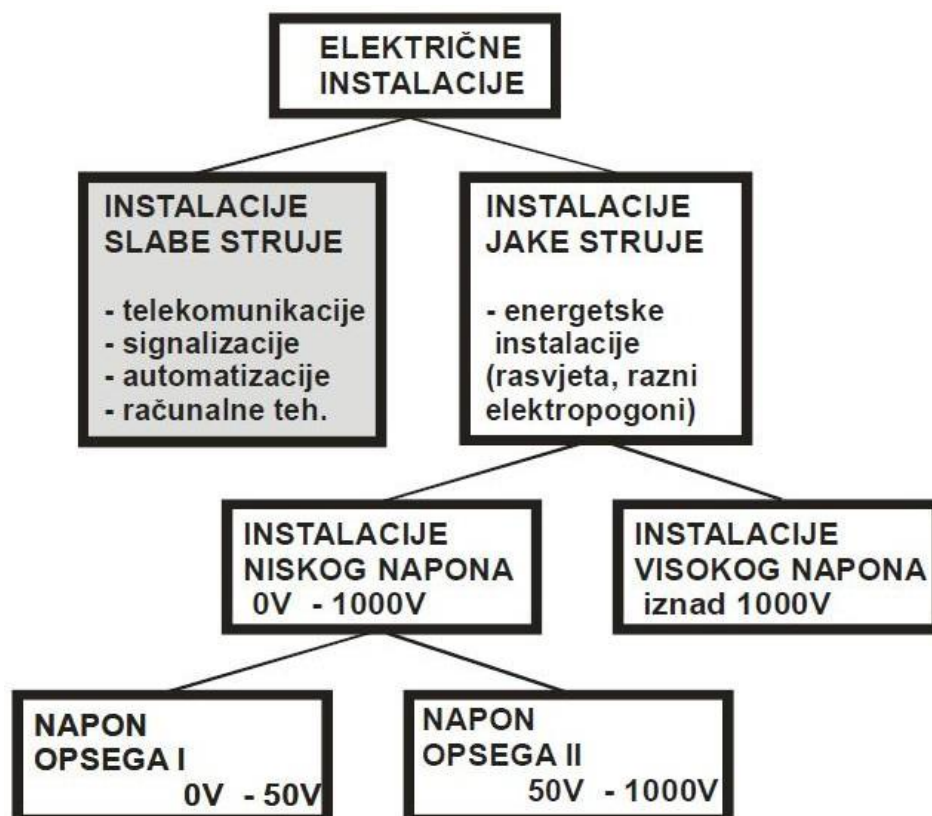 ELEKTRIČNE
INSTALACIJE
INSTALACIJE
SLABE STRUJE
- telekomunikacije
- signalizacije
- automatizacije
- računalne teh.
INSTALACIJE
JAKE STRUJE
- energetske
instalacije
(rasvjeta, razni
elektropogoni)
INSTALACIJE
NISKOG NAPONA
0V - 1000V
INSTALACIJE
VISOKOG NAPONA
iznad 1000V
NAPON
OPSEGA I
0V - 50V
NAPON
OPSEGA II
50V - 1000V